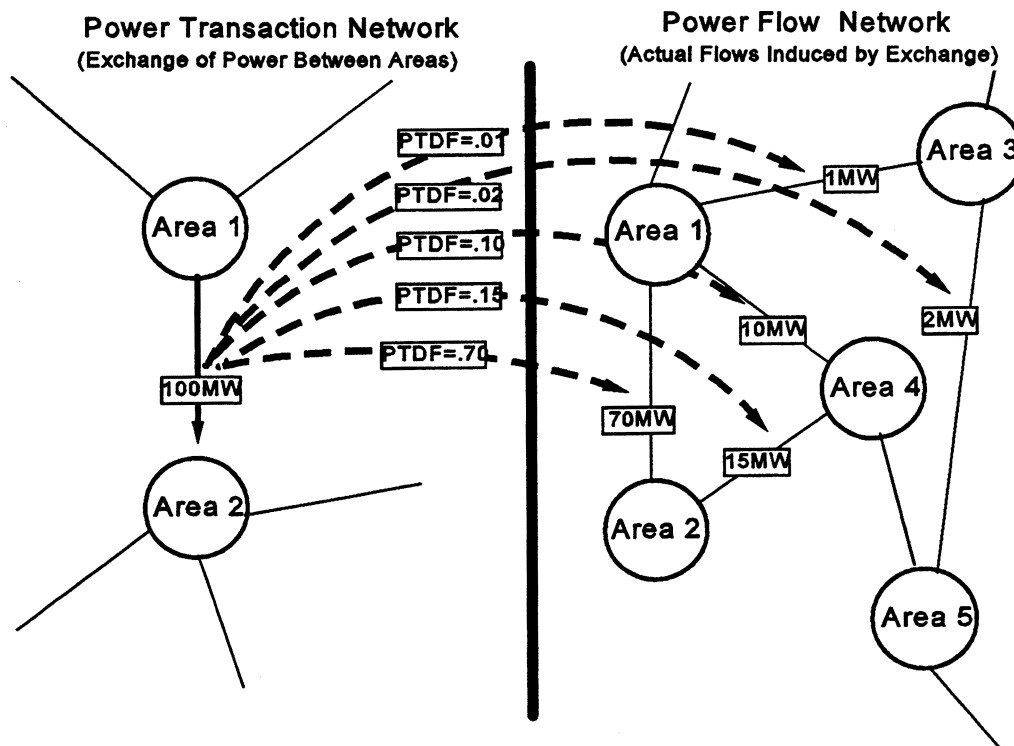 Power Transaction Network
(Exchange of Power Between Areas)
Power Flow Network
(Actual Flows Induced by Exchange)
PTDF=.01
PTDF=.02
PTDF=.10
PTDF=.15
PTDF=.70
Area 1
100MW
Area 2
Area 3
1MW
Area 1
2MW
10MW
Area 4
70MW
15MW
Area 2
Area 5